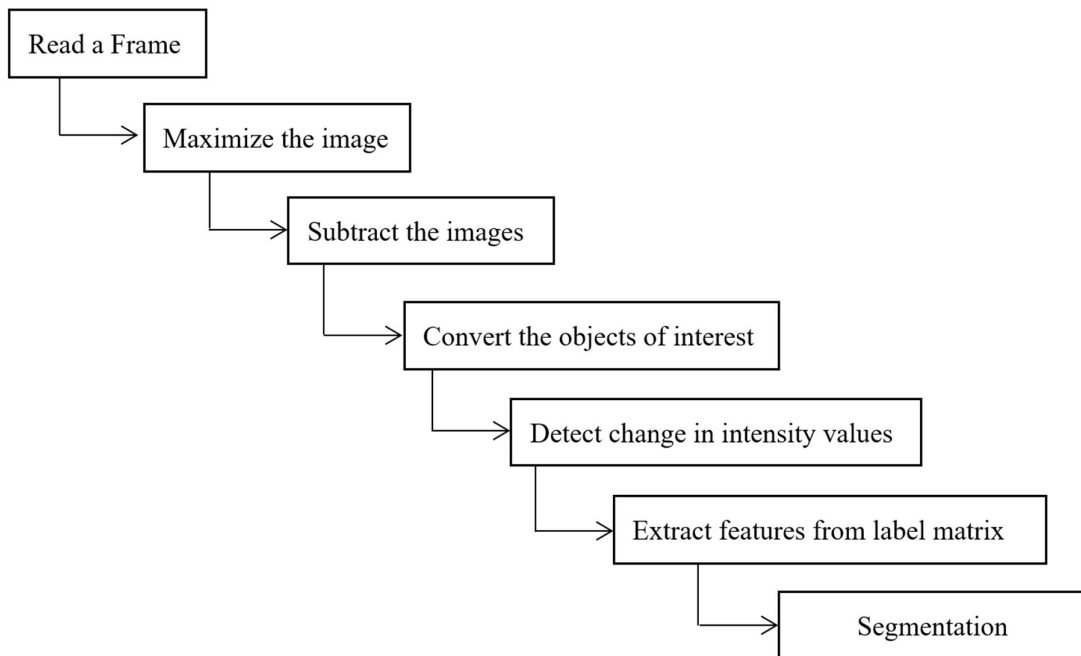 Read a Frame
Maximize the image
Subtract the images
Convert the objects of interest
Detect change in intensity values
Extract features from label matrix
Segmentation